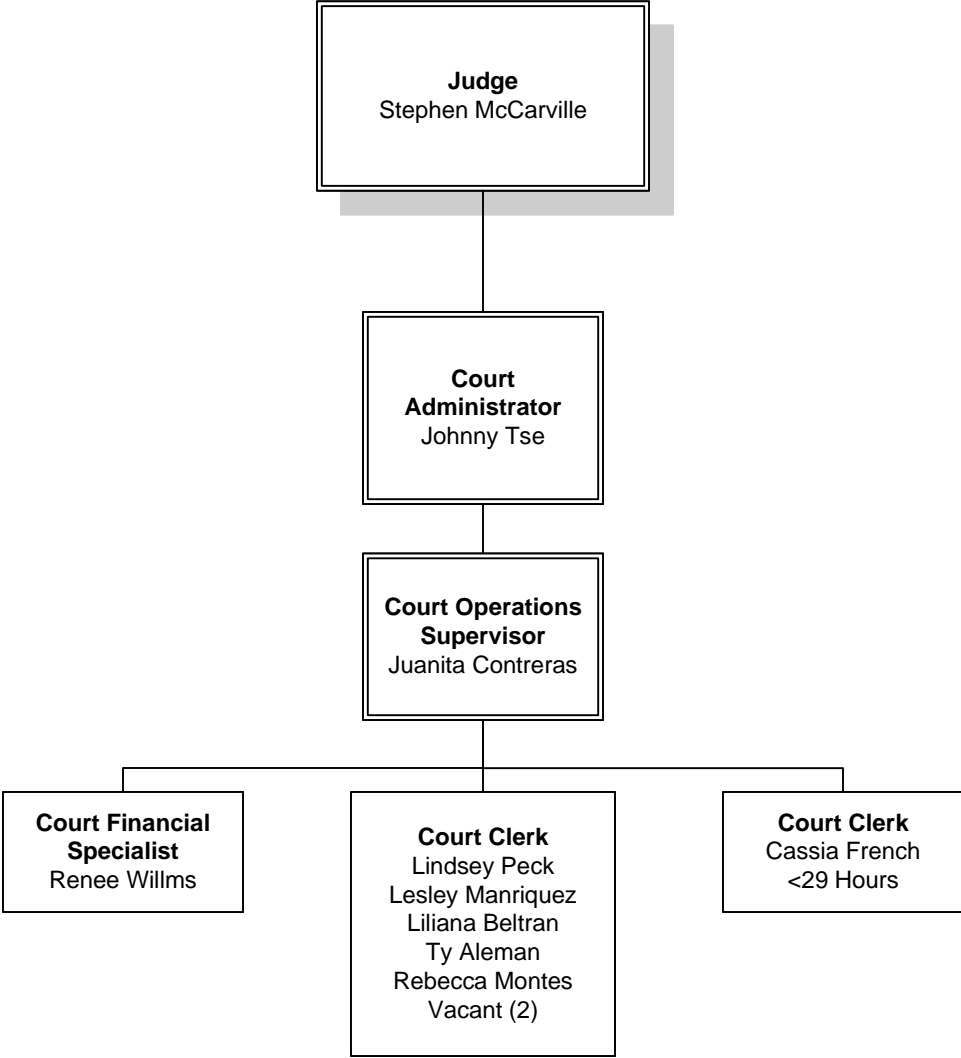 Judge
Stephen McCarville
Court
Administrator
Johnny Tse
Court Operations
Supervisor
Juanita Contreras
Court Financial
Specialist
Renee Willms
Court Clerk
Lindsey Peck
Lesley Manriquez
Liliana Beltran
Ty Aleman
Rebecca Montes
Vacant (2)
Court Clerk
Cassia French
<29 Hours